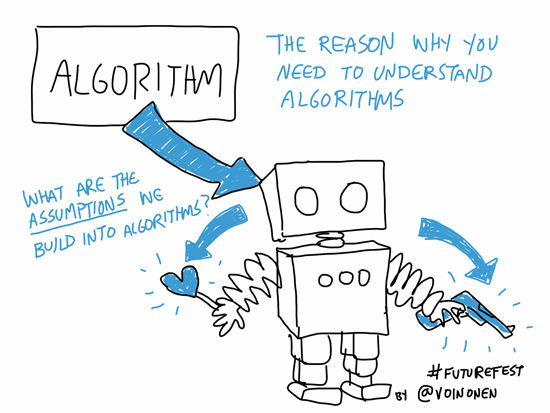 ALGORITHM
THE REASON WHY YOU
NEED TO UNDERSTAND
ALGORITHMS
WHAT ARE THE
ASSUMPTIONS WE
BUILD INTO ALGORITHMS?
#FUTUREFEST
BY @VOINONEN